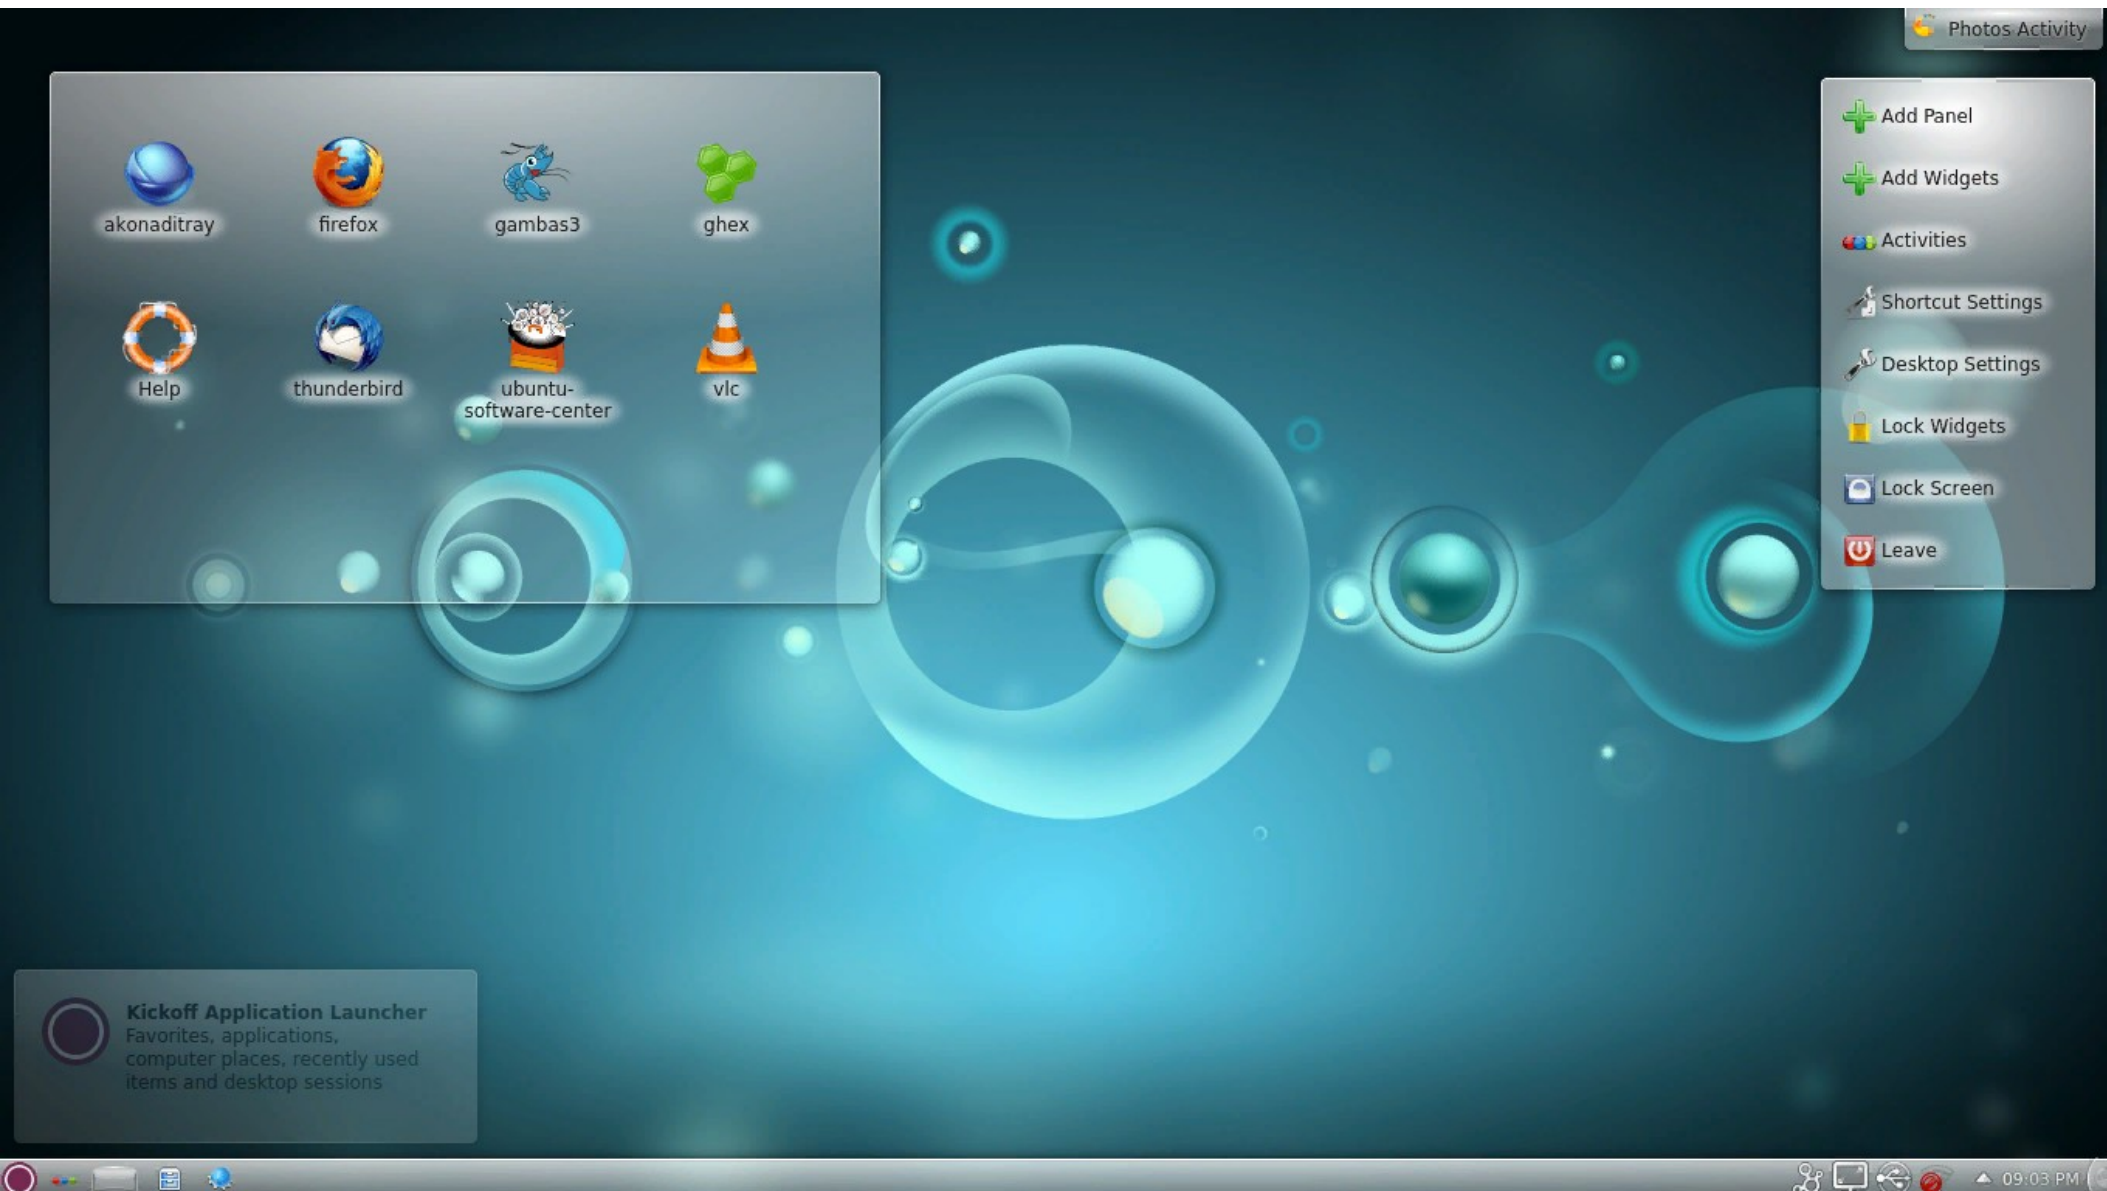 Photos Activity
akonaditray
firefox
gambas3
ghex
Help
thunderbird
ubuntu-
software-center
vlc
Add Panel
Add Widgets
Activities
Shortcut Settings
Desktop Settings
Lock Widgets
Lock Screen
Leave
Kickoff Application Launcher
Favorites, applications,
computer places, recently used
items and desktop sessions
09:03 PM